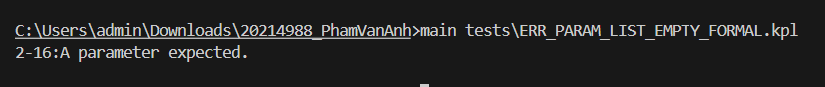 C:\Users\admin\Downloads\20214988_PhamVanAnh>main tests\ERR_PARAM_LIST_EMPTY_FORMAL.kpl
2-16:A parameter expected.